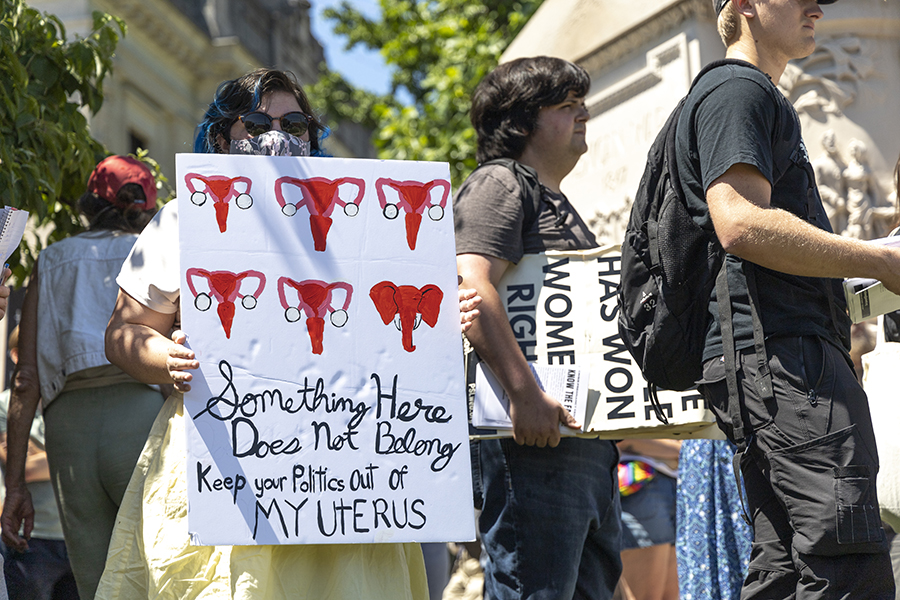 Something Here
Does Not Belong
Keep your Politics Out of
MY UTERUS
HAS WON
WOME
RIGH
KNOW THE